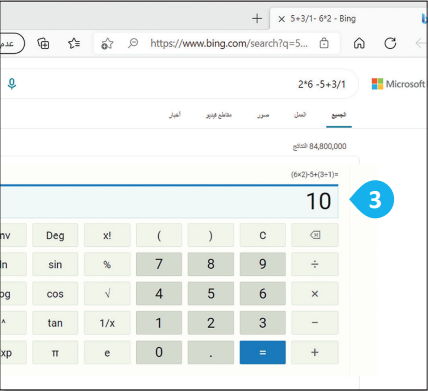 5+3/1- 6*2 - Bing
عدم
https://www.bing.com/search?q=5...
2*6 -5+3/1
Microsoft
الجميع العمل صور مقاطع فيديو أخبار
84,800,000 النتائج
(6×2)-5+(3÷1)=
10
3
nv Deg x! ( ) C
ln sin % 7 8 9 ÷
og cos √ 4 5 6 ×
^ tan 1/x 1 2 3 −
xp π e 0 . = +